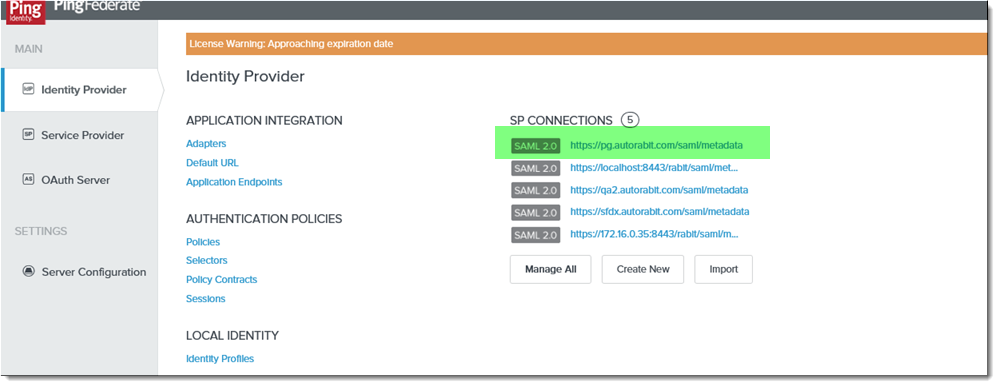 Ping
Identity.
PingFederate
MAIN
IdP Identity Provider
SP Service Provider
AS OAuth Server
SETTINGS
Server Configuration
License Warning: Approaching expiration date
Identity Provider
APPLICATION INTEGRATION
Adapters
Default URL
Application Endpoints
AUTHENTICATION POLICIES
Policies
Selectors
Policy Contracts
Sessions
LOCAL IDENTITY
Identity Profiles
SP CONNECTIONS 5
SAML 2.0 https://pg.autorabit.com/saml/metadata
SAML 2.0 https://localhost:8443/rabit/saml/met...
SAML 2.0 https://qa2.autorabit.com/saml/metadata
SAML 2.0 https://sfdx.autorabit.com/saml/metadata
SAML 2.0 https://172.16.0.35:8443/rabit/saml/m...
Manage All Create New Import